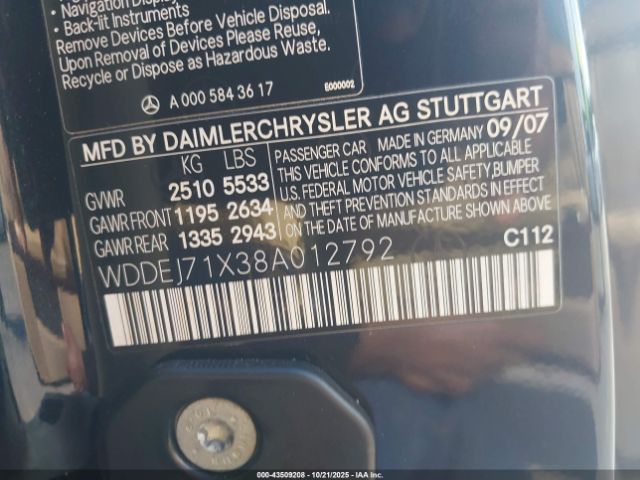 • Navigation Display
• Back-lit Instruments
Remove Devices Before Vehicle Disposal.
Upon Removal of Devices Please Reuse,
Recycle or Dispose as Hazardous Waste.
A 000 584 36 17
E000002
MFD BY DAIMLERCHRYSLER AG STUTTGART
KG LBS
GVWR 2510 5533
GAWR FRONT 1195 2634
GAWR REAR 1335 2943
PASSENGER CAR MADE IN GERMANY 09/07
THIS VEHICLE CONFORMS TO ALL APPLICABLE
U.S. FEDERAL MOTOR VEHICLE SAFETY, BUMPER
AND THEFT PREVENTION STANDARDS IN EFFECT
ON THE DATE OF MANUFACTURE SHOWN ABOVE
WDDEJ71X38A012792
C112
000-43509208 - 10/21/2025 - IAAI.COM